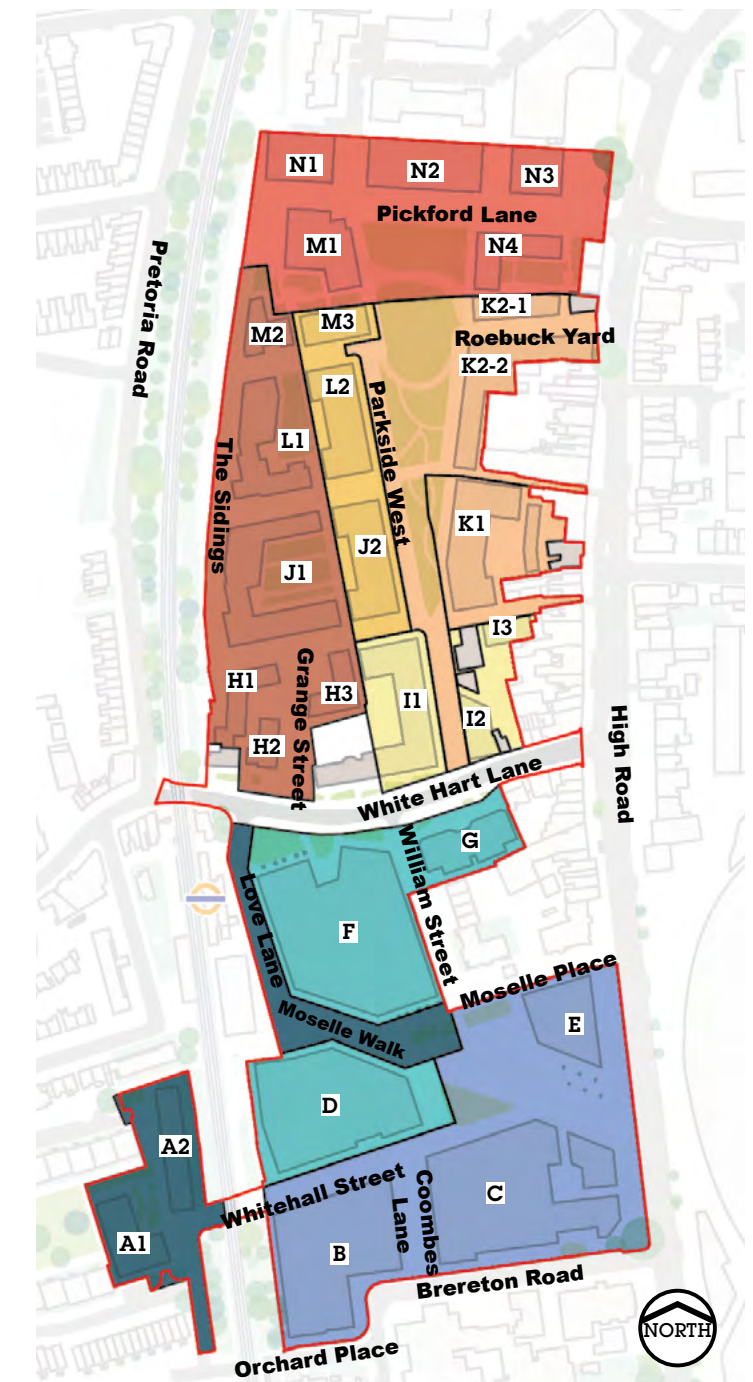 N1
N2
N3
Pickford Lane
M1
N4
Pretoria Road
K2-1
M3
M2
Roebuck Yard
K2-2
L2
Parkside West
L1
The Sidings
K1
J2
J1
I3
Grange Street
H1
H3
I1
I2
H2
High Road
White Hart Lane
G
William Street
Love Lane
F
Moselle Place
Moselle Walk
E
D
A2
Whitehall Street
Coombes
Lane
C
A1
B
Brereton Road
NORTH
Orchard Place